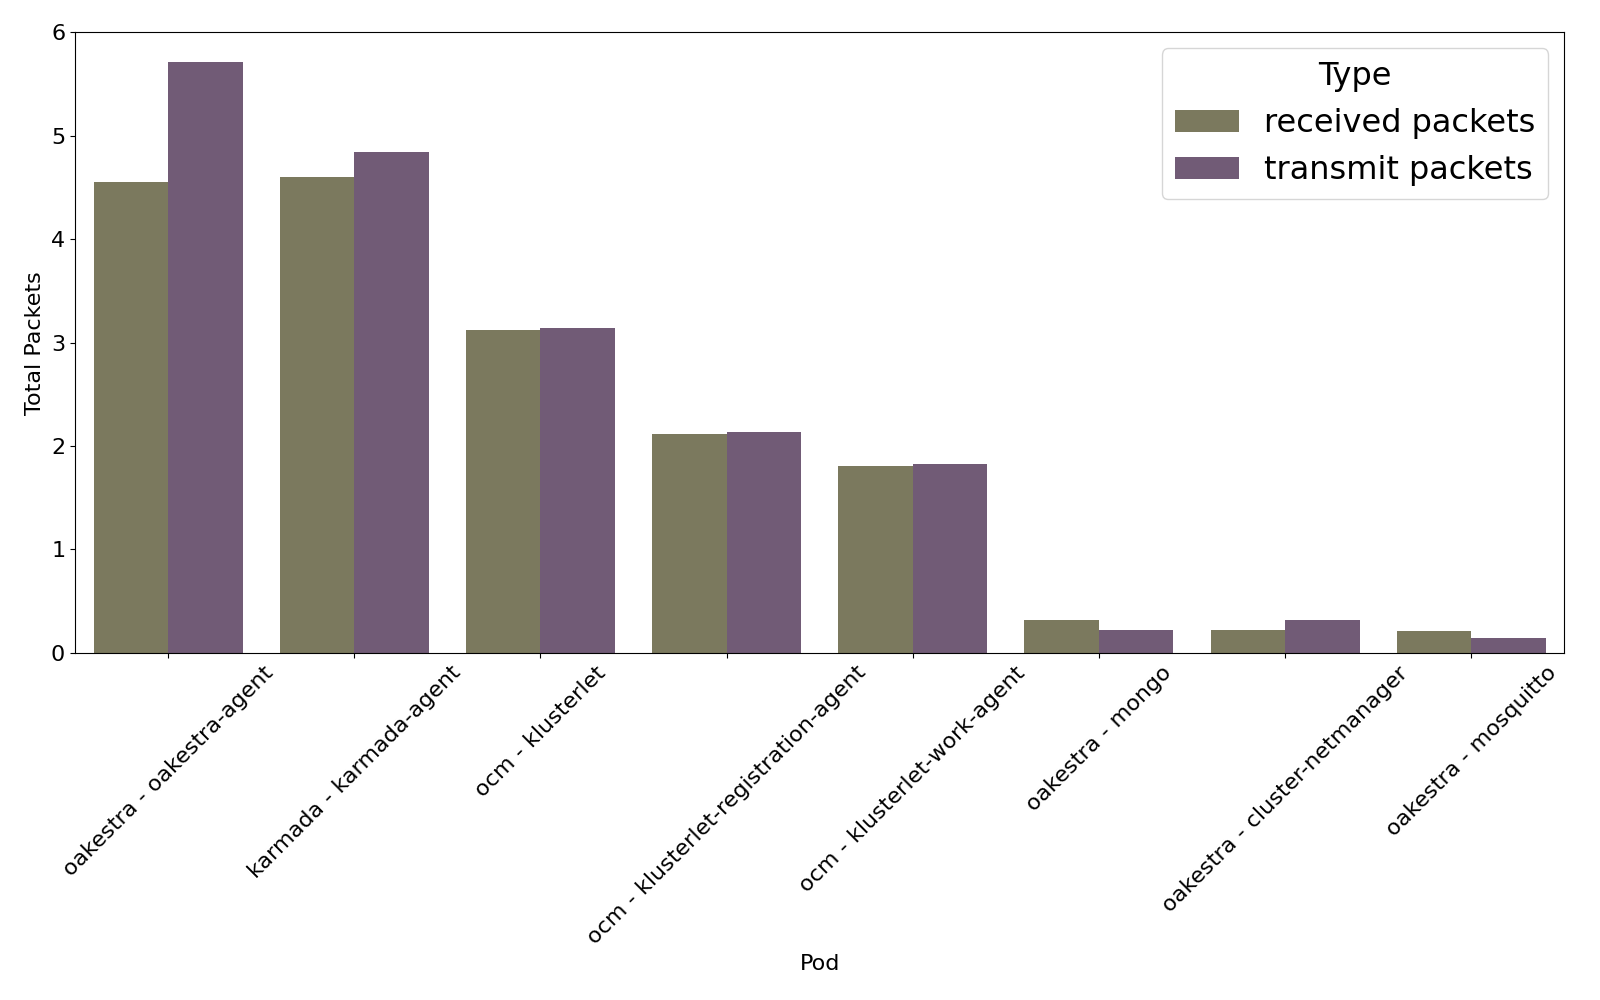 6
5
4
3
2
1
0
Total Packets
Type
received packets
transmit packets
oakestra - oakestra-agent
karmada - karmada-agent
ocm - klusterlet
ocm - klusterlet-registration-agent
ocm - klusterlet-work-agent
oakestra - mongo
oakestra - cluster-netmanager
oakestra - mosquitto
Pod